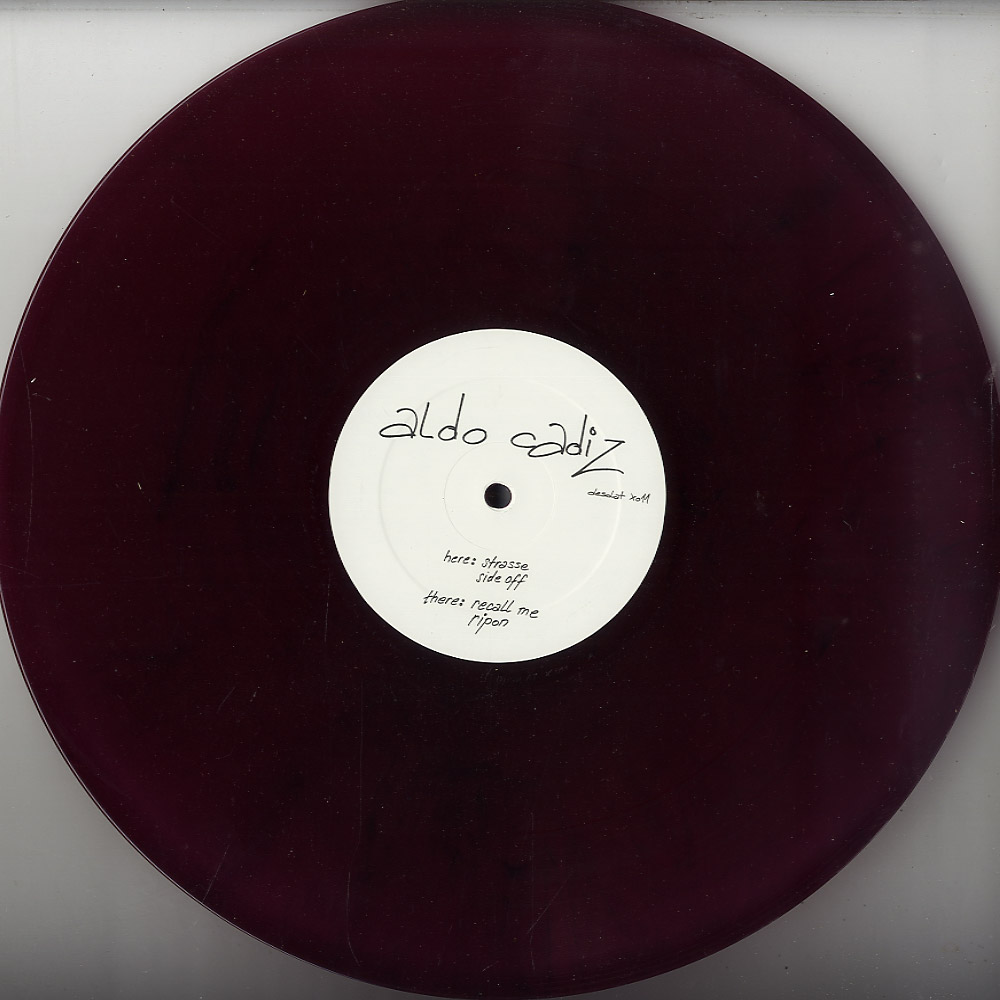 aldo cadiz
desolat x011
here: strasse
side off
there: recall me
ripon